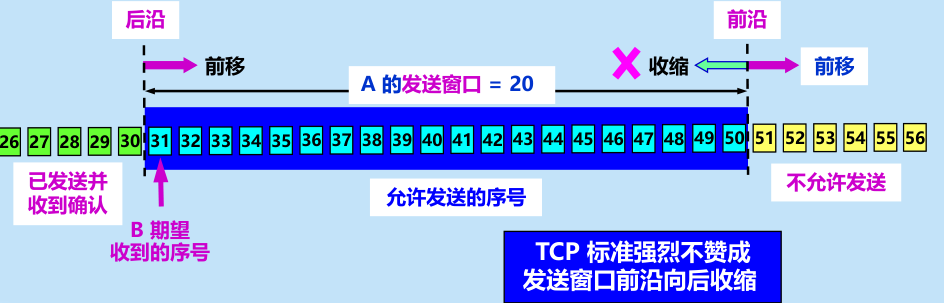 后沿
前沿
前移
收缩
前移
A 的发送窗口 = 20
26 27 28 29 30 31 32 33 34 35 36 37 38 39 40 41 42 43 44 45 46 47 48 49 50 51 52 53 54 55 56
已发送并
收到确认
允许发送的序号
不允许发送
B 期望
收到的序号
TCP 标准强烈不赞成
发送窗口前沿向后收缩